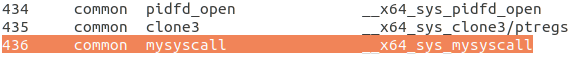 434 common pidfd_open __x64_sys_pidfd_open
435 common clone3 __x64_sys_clone3/ptregs
436 common mysyscall __x64_sys_mysyscall